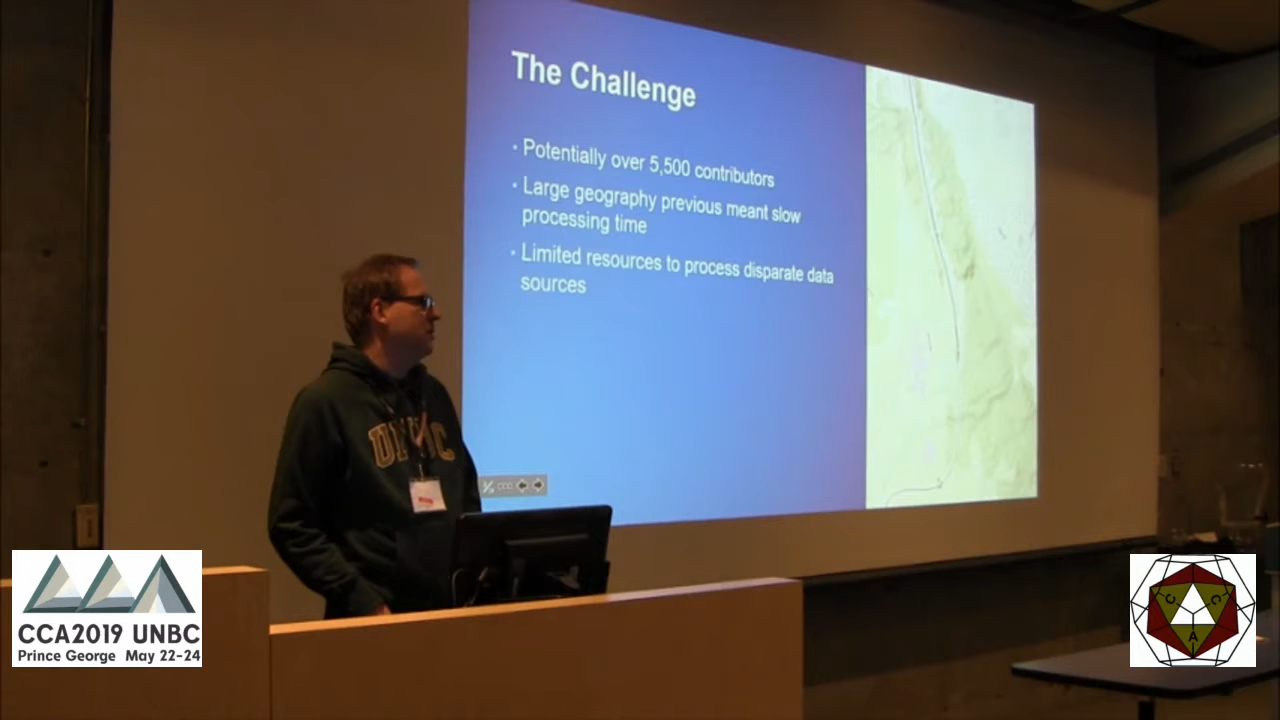 The Challenge
• Potentially over 5,500 contributors
• Large geography previous meant slow
processing time
• Limited resources to process disparate data
sources
CCA2019 UNBC
Prince George May 22-24
C
C
A